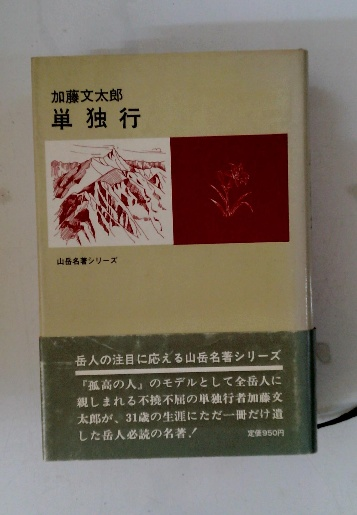 加藤文太郎
単独行
山岳名著シリーズ
岳人の注目に応える山岳名著シリーズ
『孤高の人』のモデルとして全岳人に
親しまれる不撓不屈の単独行者加藤文
太郎が、31歳の生涯にただ一冊だけ遺
した岳人必読の名著！
定価950円